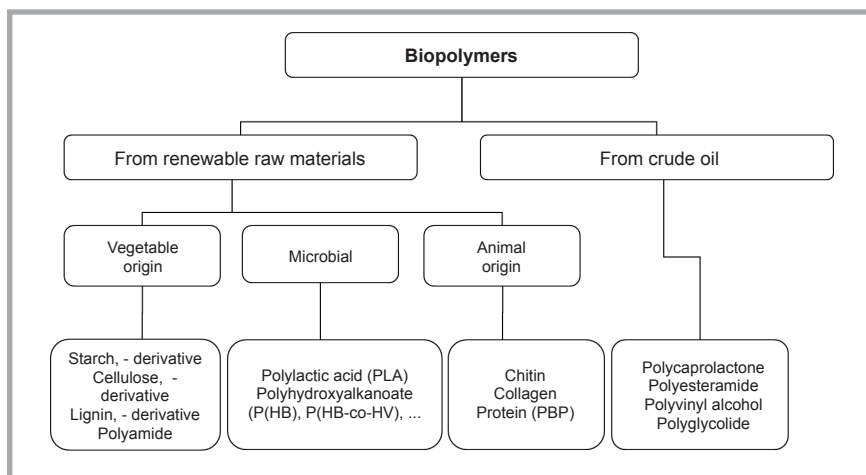 Biopolymers
From renewable raw materials
From crude oil
Vegetable
origin
Microbial
Animal
origin
Starch, - derivative
Cellulose, -
derivative
Lignin, - derivative
Polyamide
Polylactic acid (PLA)
Polyhydroxyalkanoate
(P(HB), P(HB-co-HV), ...
Chitin
Collagen
Protein (PBP)
Polycaprolactone
Polyesteramide
Polyvinyl alcohol
Polyglycolide